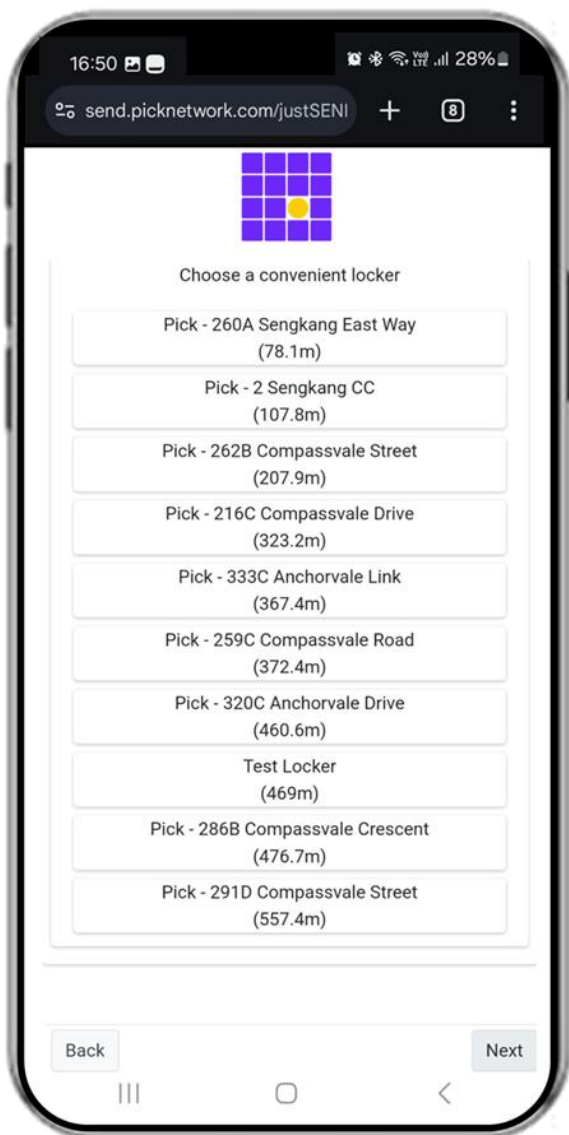 16:50
28%
send.picknetwork.com/justSENI
8
Choose a convenient locker
Pick - 260A Sengkang East Way
(78.1m)
Pick - 2 Sengkang CC
(107.8m)
Pick - 262B Compassvale Street
(207.9m)
Pick - 216C Compassvale Drive
(323.2m)
Pick - 333C Anchorvale Link
(367.4m)
Pick - 259C Compassvale Road
(372.4m)
Pick - 320C Anchorvale Drive
(460.6m)
Test Locker
(469m)
Pick - 286B Compassvale Crescent
(476.7m)
Pick - 291D Compassvale Street
(557.4m)
Back
Next